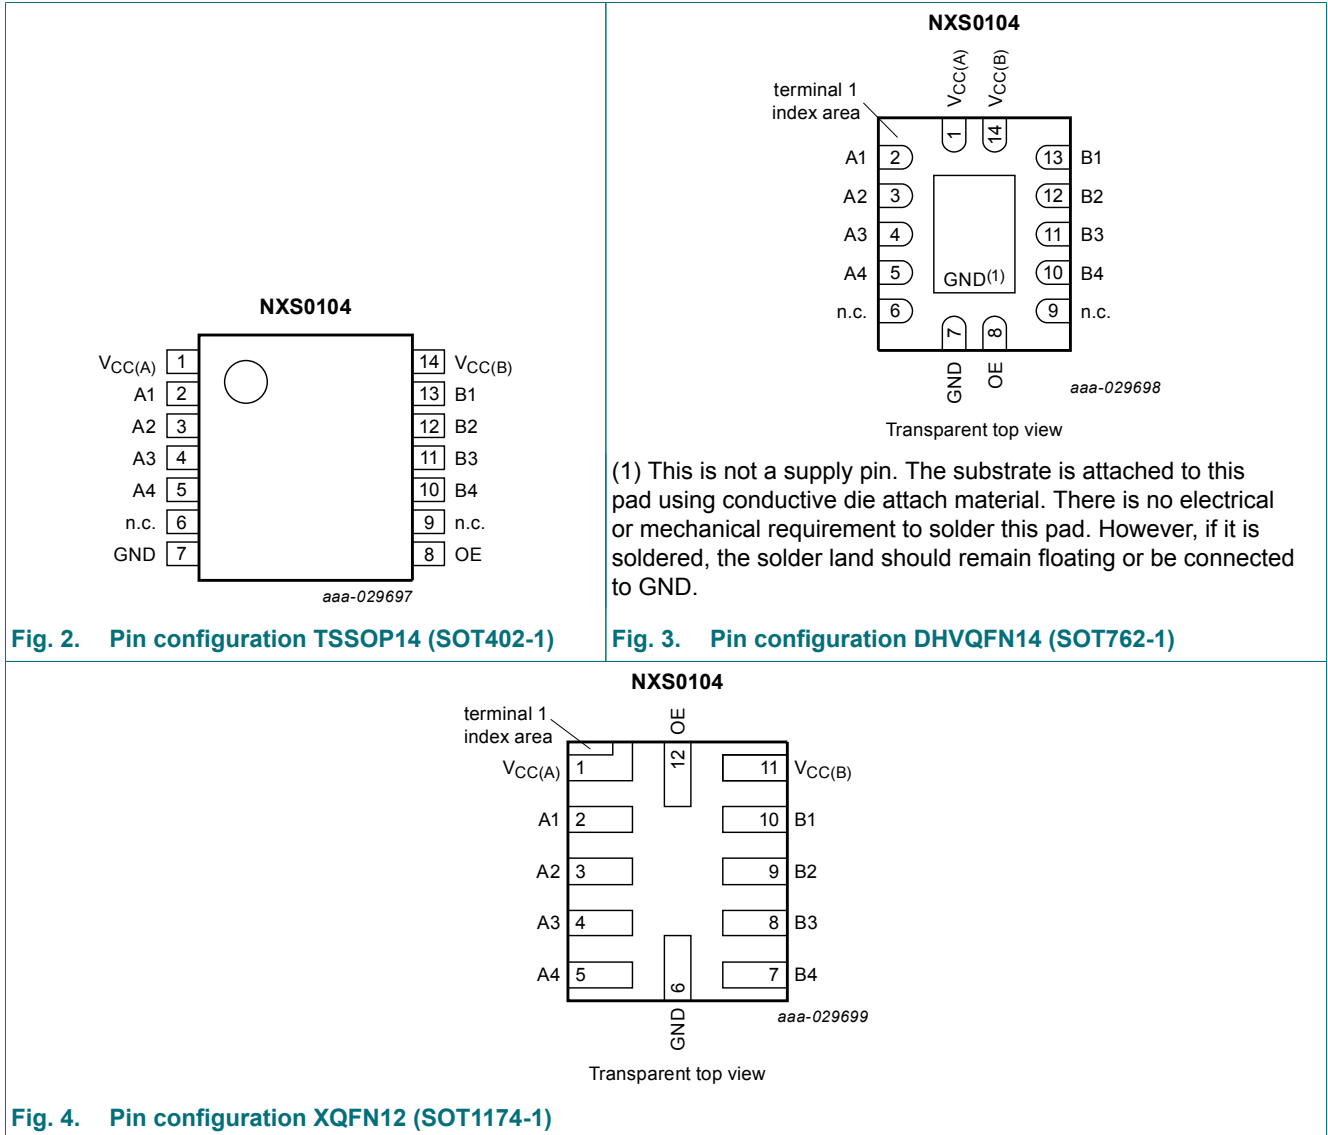 NXS0104
VCC(A) 1
A1 2
A2 3
A3 4
A4 5
n.c. 6
GND 7
14 VCC(B)
13 B1
12 B2
11 B3
10 B4
9 n.c.
8 OE
aaa-029697
Fig. 2. Pin configuration TSSOP14 (SOT402-1)
NXS0104
terminal 1
index area
VCC(A)
VCC(B)
1
14
A1 2
A2 3
A3 4
A4 5
n.c. 6
13 B1
12 B2
11 B3
10 B4
9 n.c.
GND(1)
7
8
GND
OE
aaa-029698
Transparent top view
(1) This is not a supply pin. The substrate is attached to this
pad using conductive die attach material. There is no electrical
or mechanical requirement to solder this pad. However, if it is
soldered, the solder land should remain floating or be connected
to GND.
Fig. 3. Pin configuration DHVQFN14 (SOT762-1)
NXS0104
terminal 1
index area
OE
12
VCC(A) 1
A1 2
A2 3
A3 4
A4 5
11 VCC(B)
10 B1
9 B2
8 B3
7 B4
6
GND
aaa-029699
Transparent top view
Fig. 4. Pin configuration XQFN12 (SOT1174-1)